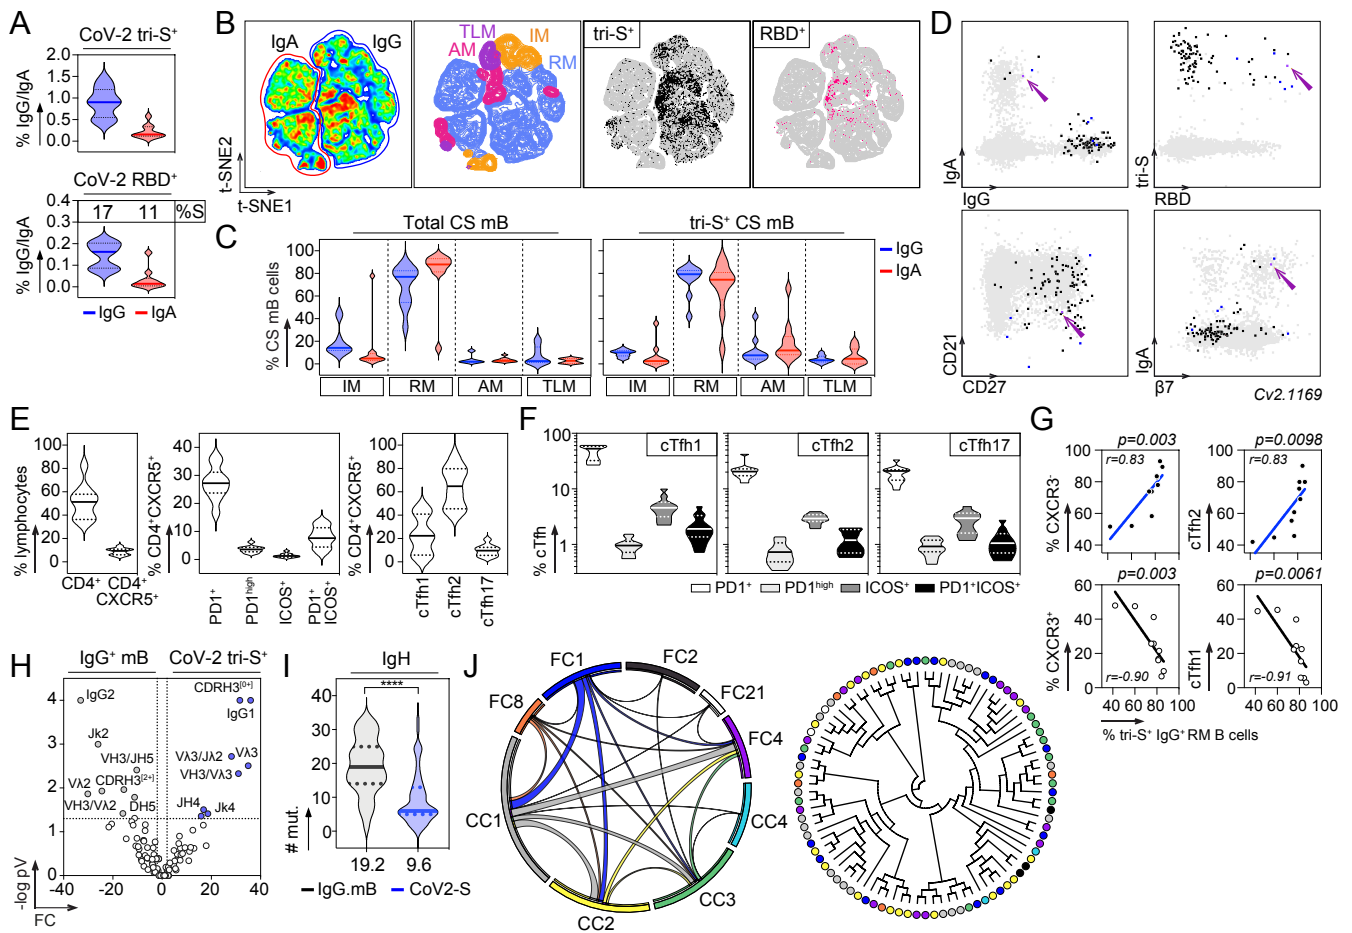 A
CoV-2 tri-S⁺
% IgG/IgA
2.0
1.5
1.0
0.5
0.0
CoV-2 RBD⁺
% IgG/IgA
0.4
0.3
0.2
0.1
0.0
17 11 %S
IgG IgA
B
IgA IgG
t-SNE2
t-SNE1
TLM
IM
AM
RM
tri-S⁺
RBD⁺
C
Total CS mB
tri-S⁺ CS mB
IgG
IgA
% CS mB cells
100
80
60
40
20
0
IM RM AM TLM
IM RM AM TLM
D
IgA
IgG
tri-S
RBD
CD21
CD27
IgA
β7
Cv2.1169
E
% lymphocytes
100
80
60
40
20
0
CD4⁺ CD4⁺
CXCR5⁺
% CD4⁺CXCR5⁺
40
30
20
10
0
PD1⁺
PD1ʰⁱᵍʰ
ICOS⁺
PD1⁺
ICOS⁺
% CD4⁺CXCR5⁺
100
80
60
40
20
0
cTfh1
cTfh2
cTfh17
F
% cTfh
100
10
1
cTfh1
cTfh2
cTfh17
PD1⁺ PD1ʰⁱᵍʰ ICOS⁺ PD1⁺ICOS⁺
G
p=0.003
r=0.83
% CXCR3⁻
100
80
60
40
p=0.0098
r=0.83
cTfh2
100
80
60
40
p=0.003
r=-0.90
% CXCR3⁺
60
40
20
0
40 60 80 100
p=0.0061
r=-0.91
cTfh1
60
40
20
0
40 60 80 100
% tri-S⁺ IgG⁺ RM B cells
H
IgG⁺ mB
CoV-2 tri-S⁺
-log pV
4
3
2
1
0
IgG2
Jk2
VH3/JH5
Vλ2
CDRH3[2+]
VH3/Vλ2
DH5
CDRH3[0+]
IgG1
Vλ3/Jλ2
Vλ3
VH3/Vλ3
JH4
Jk4
-40 -20 0 20 40
FC
I
IgH
# mut.
40
30
20
10
0
****
19.2 9.6
IgG.mB CoV2-S
J
FC1
FC2
FC8
FC21
FC4
CC1
CC4
CC2
CC3